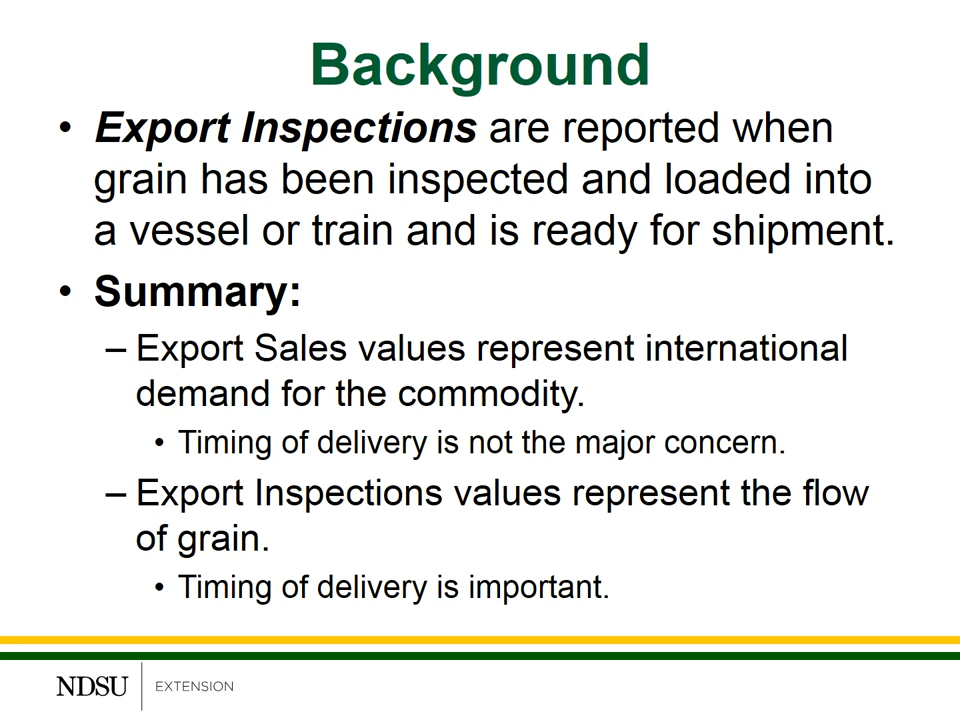 Background
• Export Inspections are reported when
grain has been inspected and loaded into
a vessel or train and is ready for shipment.
• Summary:
– Export Sales values represent international
demand for the commodity.
• Timing of delivery is not the major concern.
– Export Inspections values represent the flow
of grain.
• Timing of delivery is important.
NDSU EXTENSION